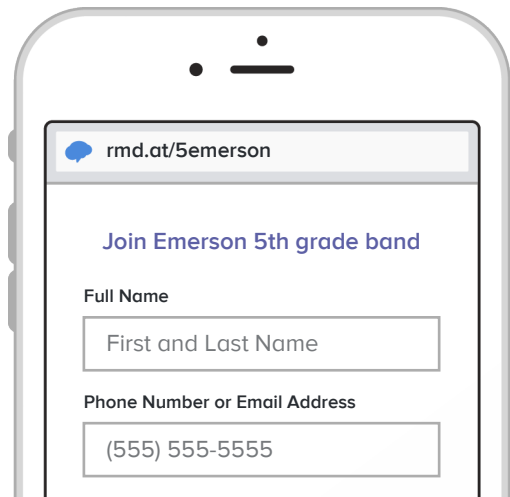 rmd.at/5emerson
Join Emerson 5th grade band
Full Name
First and Last Name
Phone Number or Email Address
(555) 555-5555